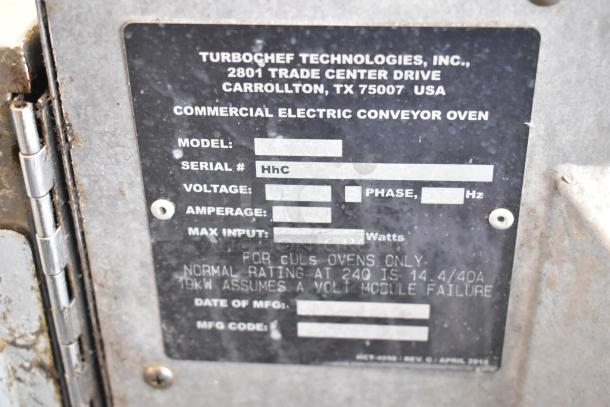 TURBOCHEF TECHNOLOGIES, INC.,
2801 TRADE CENTER DRIVE
CARROLLTON, TX 75007 USA
COMMERCIAL ELECTRIC CONVEYOR OVEN
MODEL:
SERIAL # HhC
VOLTAGE: PHASE, Hz
AMPERAGE:
MAX INPUT: Watts
FOR cULs OVENS ONLY.
NORMAL RATING AT 240 IS 14.4/40A
19kW ASSUMES A VOLT MODULE FAILURE
DATE OF MFG:
MFG CODE:
REV. C / APRIL